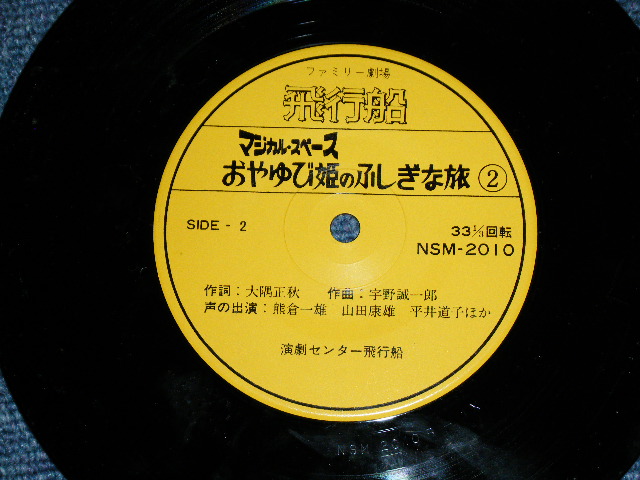 ファミリー劇場
飛行船
マジカル・スペース
おやゆび姫のふしぎな旅 ②
SIDE - 2
33⅓回転
NSM-2010
作詞：大隅正秋 作曲：宇野誠一郎
声の出演：熊倉一雄 山田康雄 平井道子ほか
演劇センター飛行船